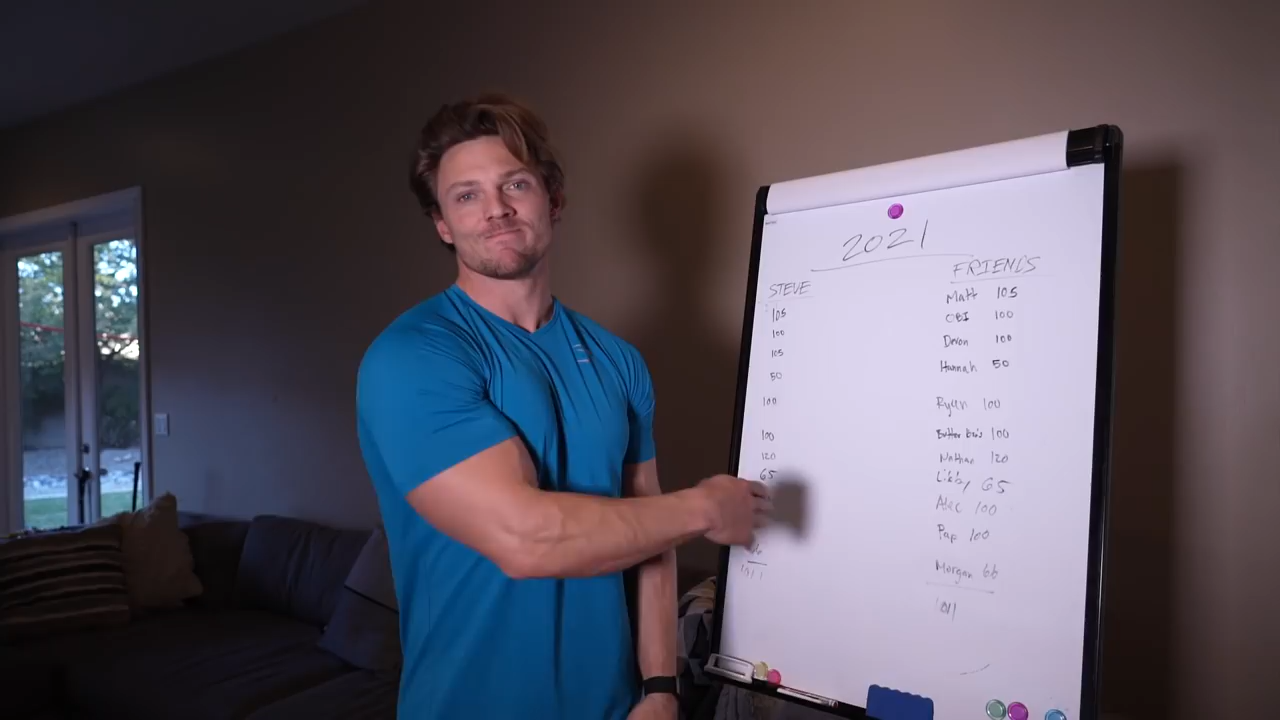 2021
STEVE
105
100
105
50
100
100
120
65
1011
FRIENDS
Matt 105
OBI 100
Devon 100
Hannah 50
Ryan 100
Butter bro's 100
Nathan 120
Libby 65
Alec 100
Pap 100
Morgan 66
1011